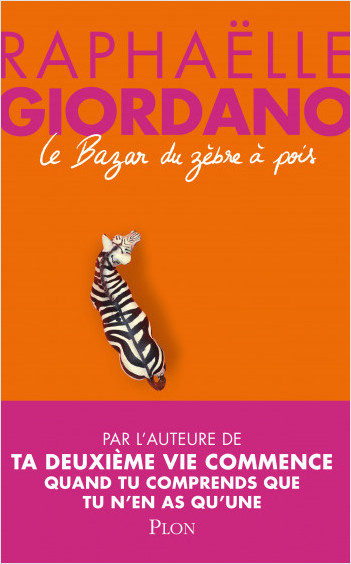 RAPHAËLLE
GIORDANO
Le Bazar du zèbre à pois
PAR L'AUTEURE DE
TA DEUXIÈME VIE COMMENCE
QUAND TU COMPRENDS QUE
TU N'EN AS QU'UNE
PLON